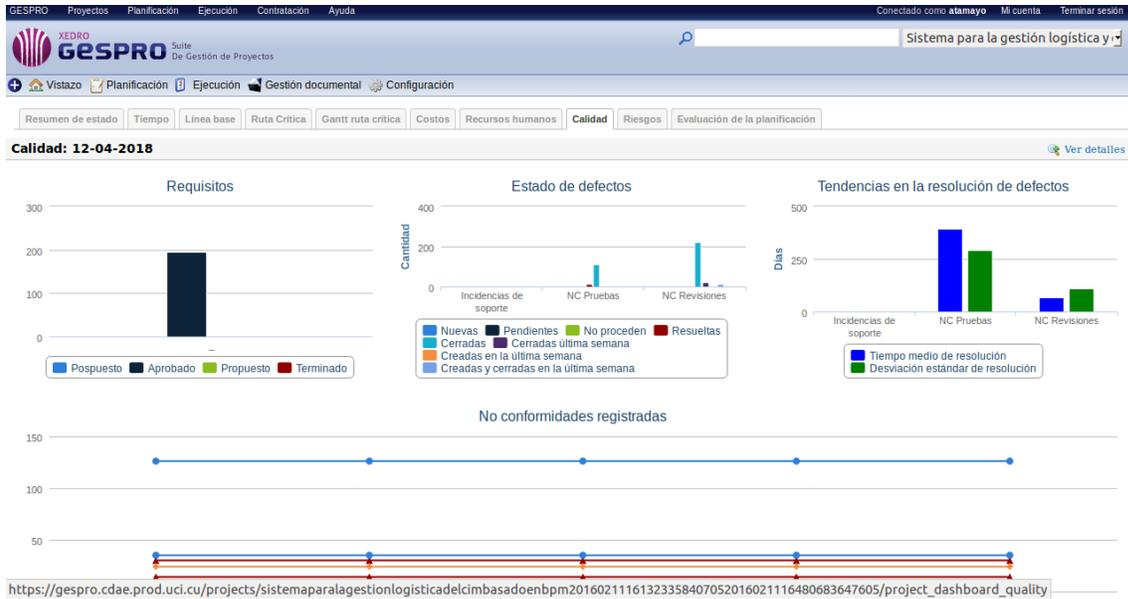 GESPRO Proyectos Planificación Ejecución Contratación Ayuda Conectado como atamayo Mi cuenta Terminar sesión
XEDRO
GESPRO Suite
De Gestión de Proyectos
Sistema para la gestión logística y
Vistazo Planificación Ejecución Gestión documental Configuración
Resumen de estado Tiempo Línea base Ruta Crítica Gantt ruta crítica Costos Recursos humanos Calidad Riesgos Evaluación de la planificación
Calidad: 12-04-2018 Ver detalles
Requisitos
300
200
100
0
Pospuesto Aprobado Propuesto Terminado
Estado de defectos
Cantidad
400
200
0
Incidencias de soporte NC Pruebas NC Revisiones
Nuevas Pendientes No proceden Resueltas
Cerradas Cerradas última semana
Creadas en la última semana
Creadas y cerradas en la última semana
Tendencias en la resolución de defectos
Días
500
250
0
Incidencias de soporte NC Pruebas NC Revisiones
Tiempo medio de resolución
Desviación estándar de resolución
No conformidades registradas
150
100
50
https://gespro.cdae.prod.uci.cu/projects/sistemaparalagestionlogisticadelcimbasadoenbpm20160211161323358407052016021116480683647605/project_dashboard_quality